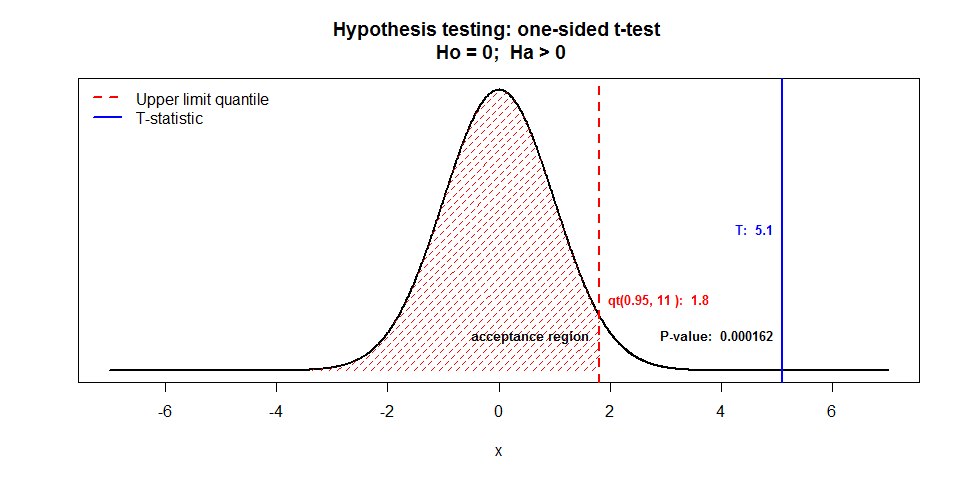 Hypothesis testing: one-sided t-test
Ho = 0;  Ha > 0
Upper limit quantile
T-statistic
T:  5.1
qt(0.95, 11 ):  1.8
acceptance region
P-value:  0.000162
-6 -4 -2 0 2 4 6
x